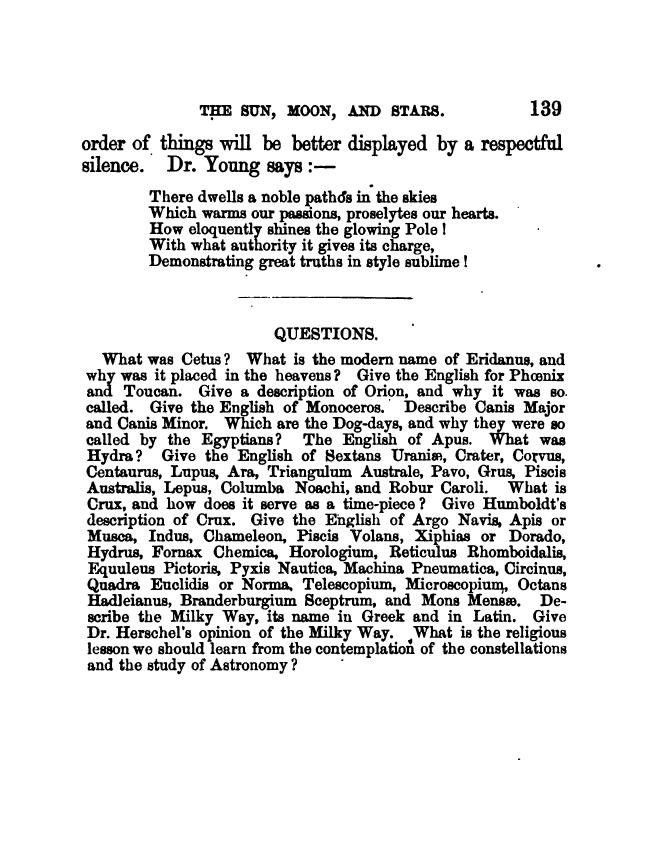 THE SUN, MOON, AND STARS. 139
order of things will be better displayed by a respectful
silence. Dr. Young says :—
There dwells a noble pathos in the skies
Which warms our passions, proselytes our hearts.
How eloquently shines the glowing Pole !
With what authority it gives its charge,
Demonstrating great truths in style sublime !
QUESTIONS.
What was Cetus? What is the modern name of Eridanus, and
why was it placed in the heavens? Give the English for Phœnix
and Toucan. Give a description of Orion, and why it was so
called. Give the English of Monoceros. Describe Canis Major
and Canis Minor. Which are the Dog-days, and why they were so
called by the Egyptians? The English of Apus. What was
Hydra? Give the English of Sextans Uraniæ, Crater, Corvus,
Centaurus, Lupus, Ara, Triangulum Australe, Pavo, Grus, Piscis
Australis, Lepus, Columba Noachi, and Robur Caroli. What is
Crux, and how does it serve as a time-piece? Give Humboldt's
description of Crux. Give the English of Argo Navis, Apis or
Musca, Indus, Chameleon, Piscis Volans, Xiphias or Dorado,
Hydrus, Fornax Chemica, Horologium, Reticulus Rhomboidalis,
Equuleus Pictoris, Pyxis Nautica, Machina Pneumatica, Circinus,
Quadra Euclidis or Norma, Telescopium, Microscopium, Octans
Hadleianus, Branderburgium Sceptrum, and Mons Mensæ. De-
scribe the Milky Way, its name in Greek and in Latin. Give
Dr. Herschel's opinion of the Milky Way. What is the religious
lesson we should learn from the contemplation of the constellations
and the study of Astronomy?